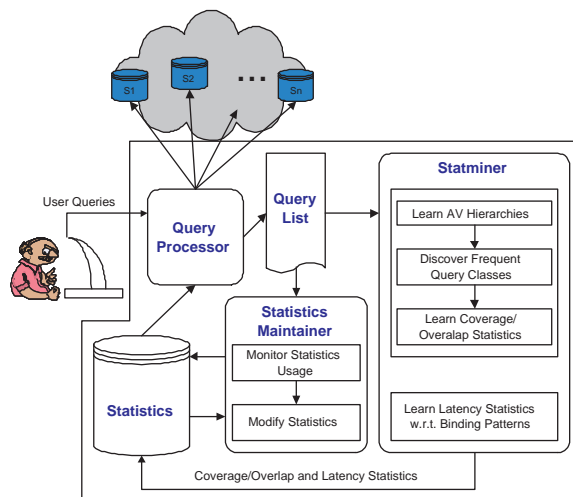 S1
S2
...
Sn
User Queries
Query
Processor
Query
List
Statminer
Learn AV Hierarchies
Discover Frequent
Query Classes
Learn Coverage/
Overalap Statistics
Statistics
Maintainer
Monitor Statistics
Usage
Modify Statistics
Statistics
Learn Latency Statistics
w.r.t. Binding Patterns
Coverage/Overlap and Latency Statistics